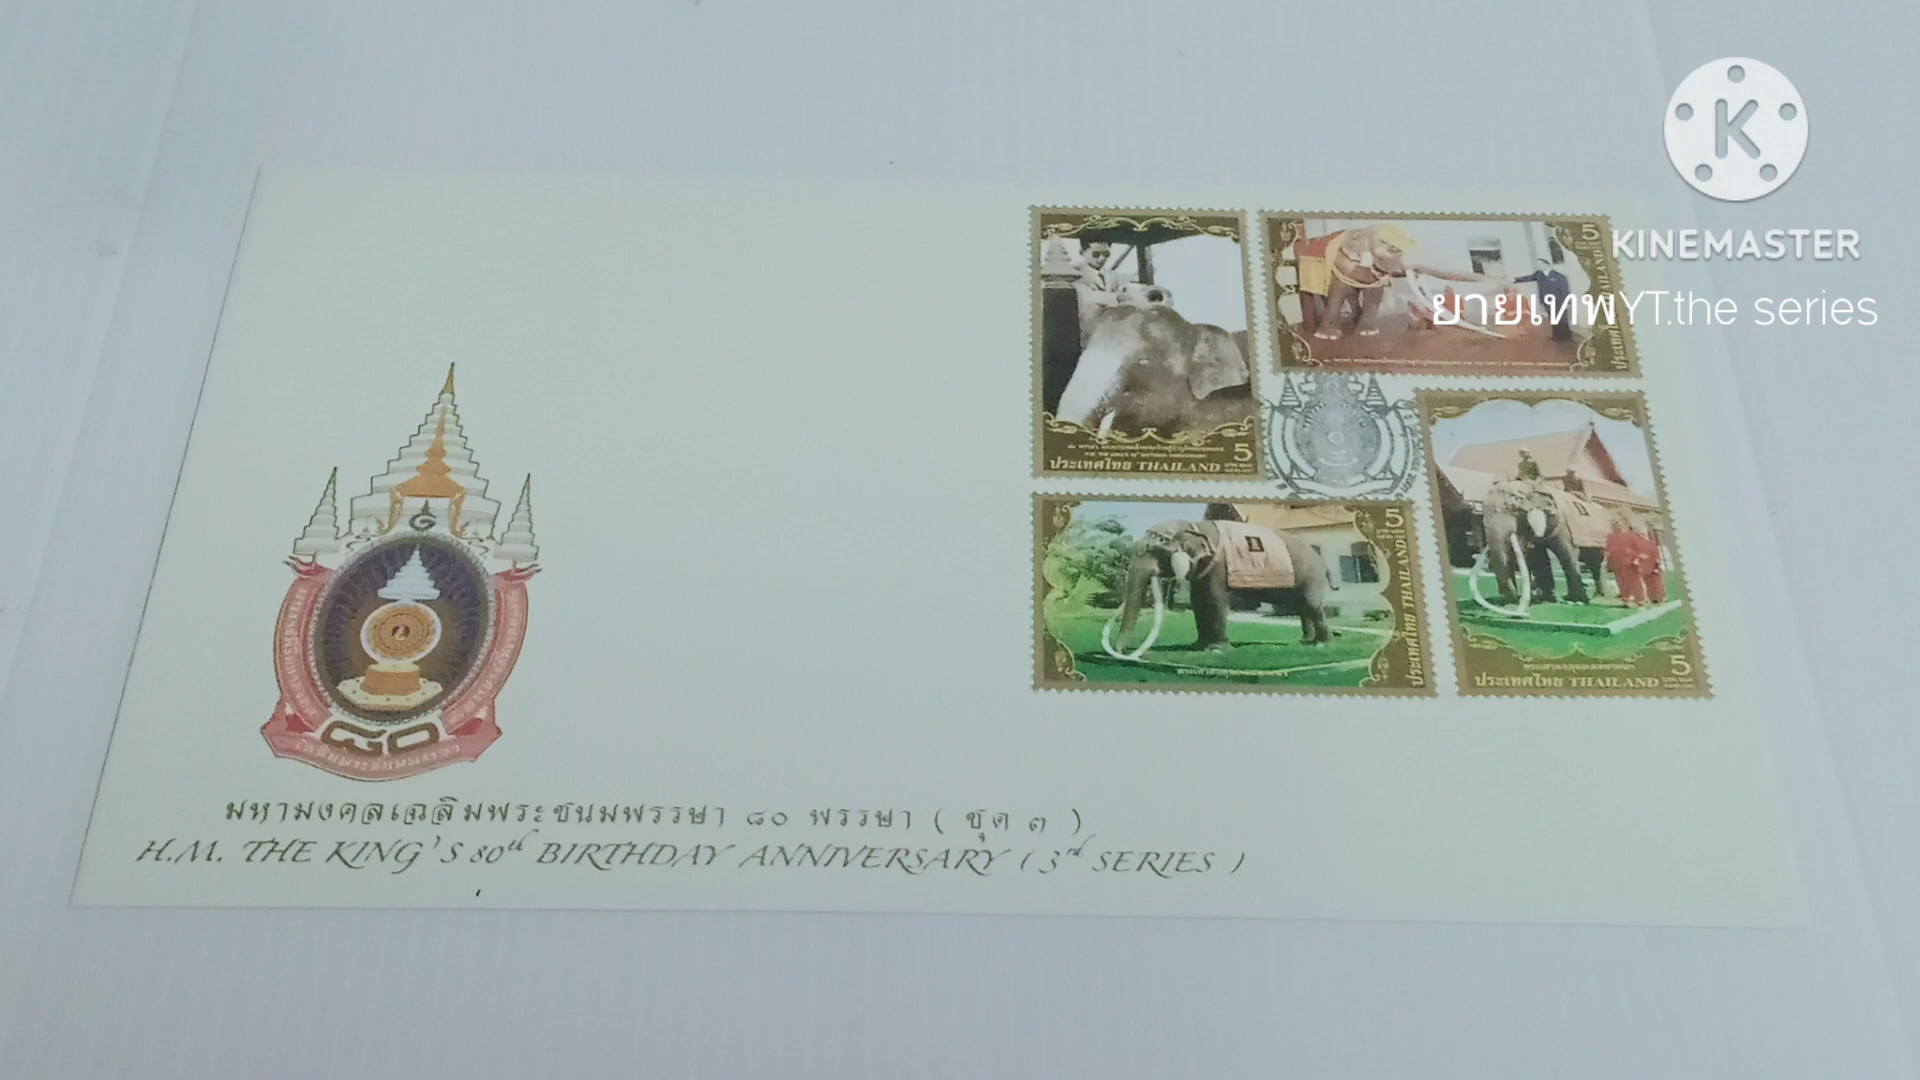 K
KINEMASTER
ยายเทพYT.the series
5
ประเทศไทย THAILAND
5
ประเทศไทย THAILAND
5
ประเทศไทย THAILAND
5
ประเทศไทย THAILAND
๘๐
มหามงคลเฉลิมพระชนมพรรษา ๘๐ พรรษา ( ชุด ๓ )
H.M. THE KING'S 80th BIRTHDAY ANNIVERSARY ( 3rd SERIES )